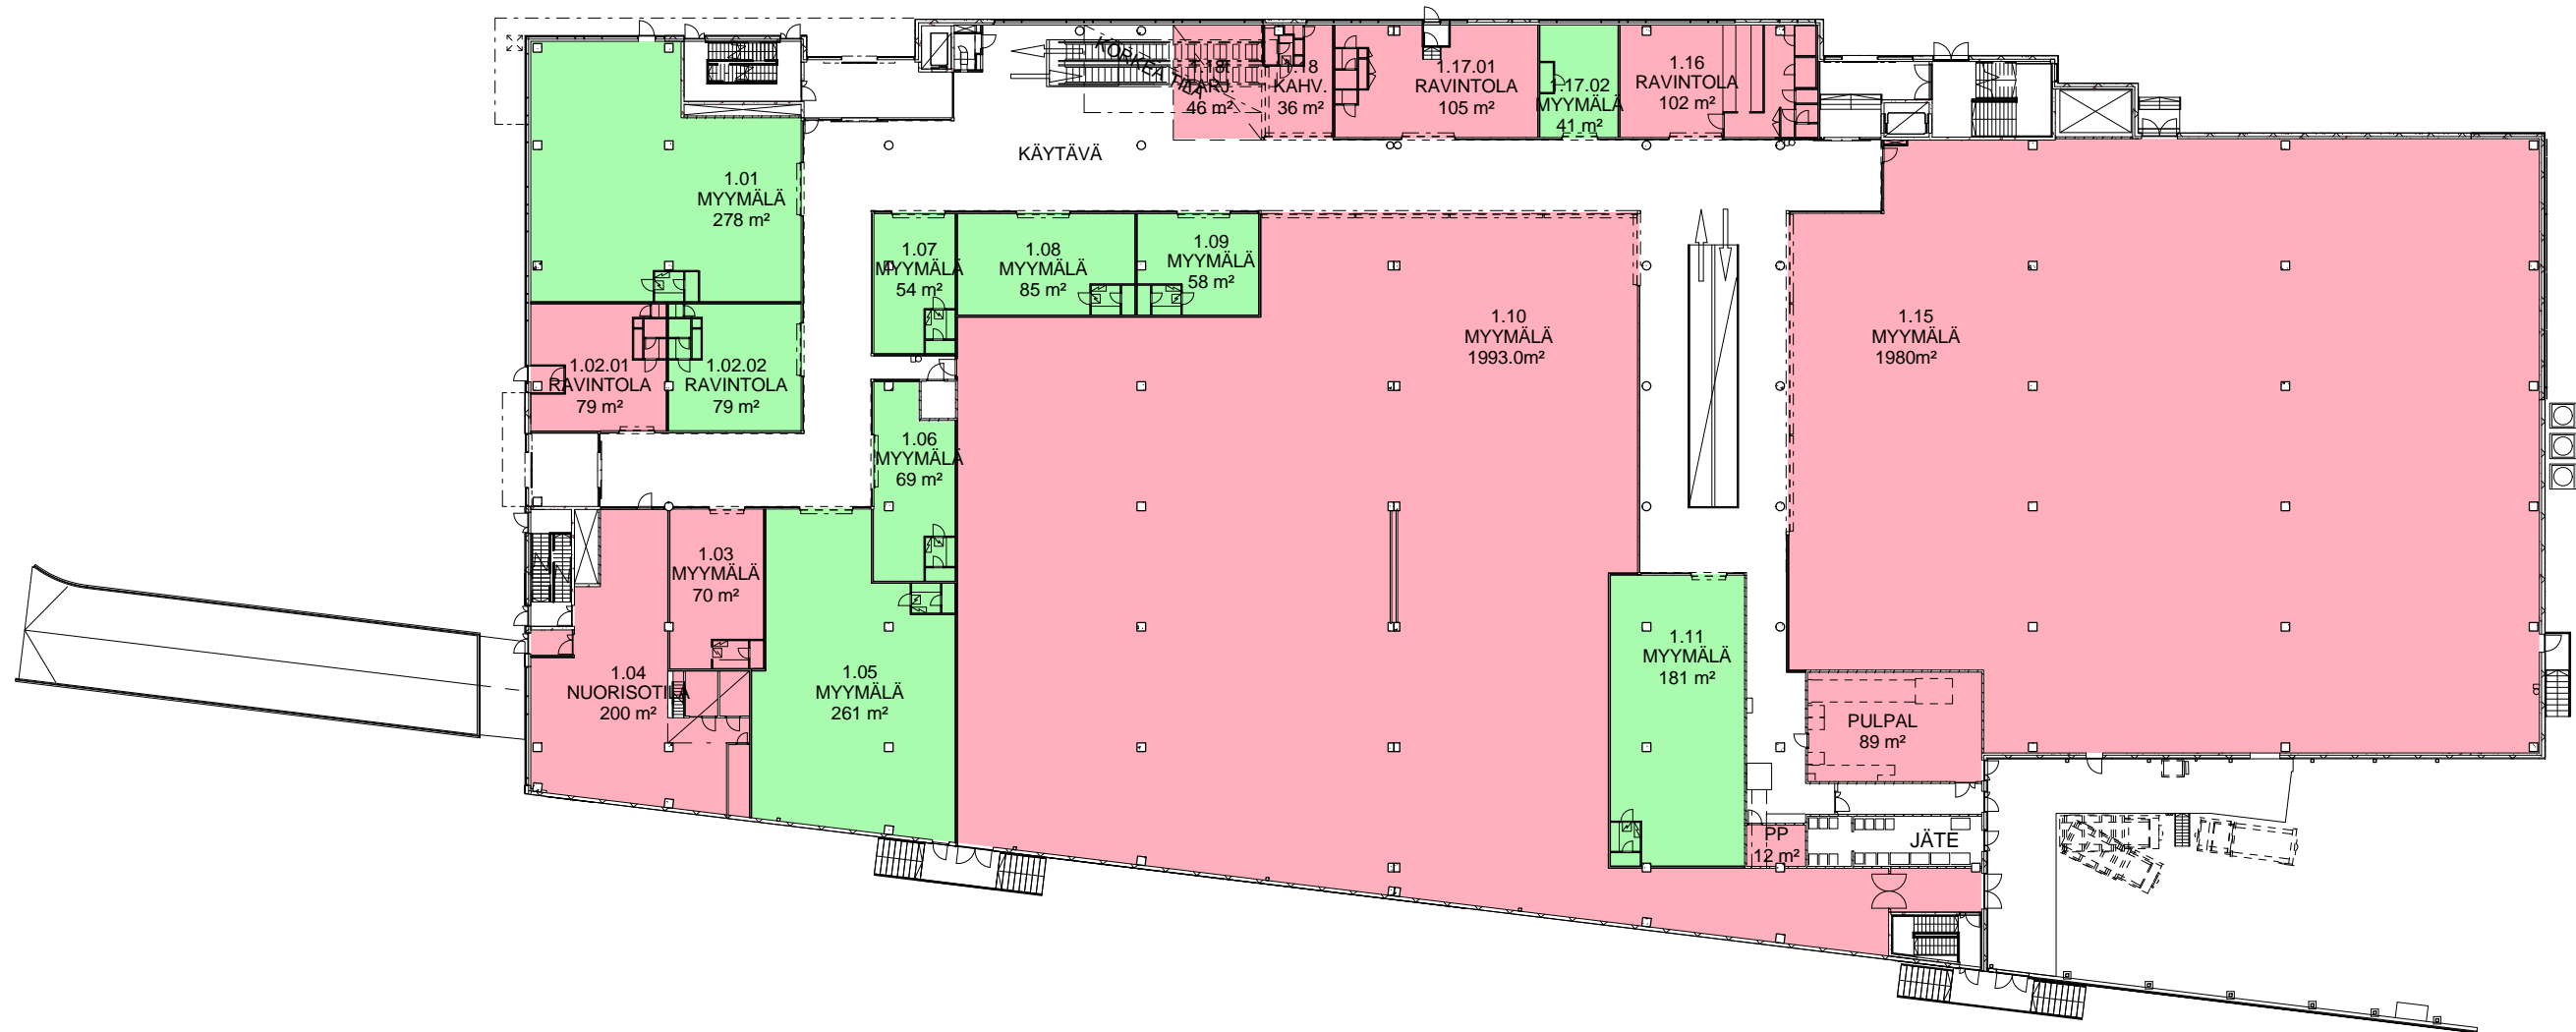 KORKEA TILA
1.18
TARJ.
46 m²
1.18
KAHV.
36 m²
1.17.01
RAVINTOLA
105 m²
1.17.02
MYYMÄLÄ
41 m²
1.16
RAVINTOLA
102 m²
KÄYTÄVÄ
1.01
MYYMÄLÄ
278 m²
1.07
MYYMÄLÄ
54 m²
1.08
MYYMÄLÄ
85 m²
1.09
MYYMÄLÄ
58 m²
1.10
MYYMÄLÄ
1993.0m²
1.15
MYYMÄLÄ
1980m²
1.02.01
RAVINTOLA
79 m²
1.02.02
RAVINTOLA
79 m²
1.06
MYYMÄLÄ
69 m²
1.03
MYYMÄLÄ
70 m²
1.04
NUORISOTILA
200 m²
1.05
MYYMÄLÄ
261 m²
1.11
MYYMÄLÄ
181 m²
PULPAL
89 m²
PP
12 m²
JÄTE